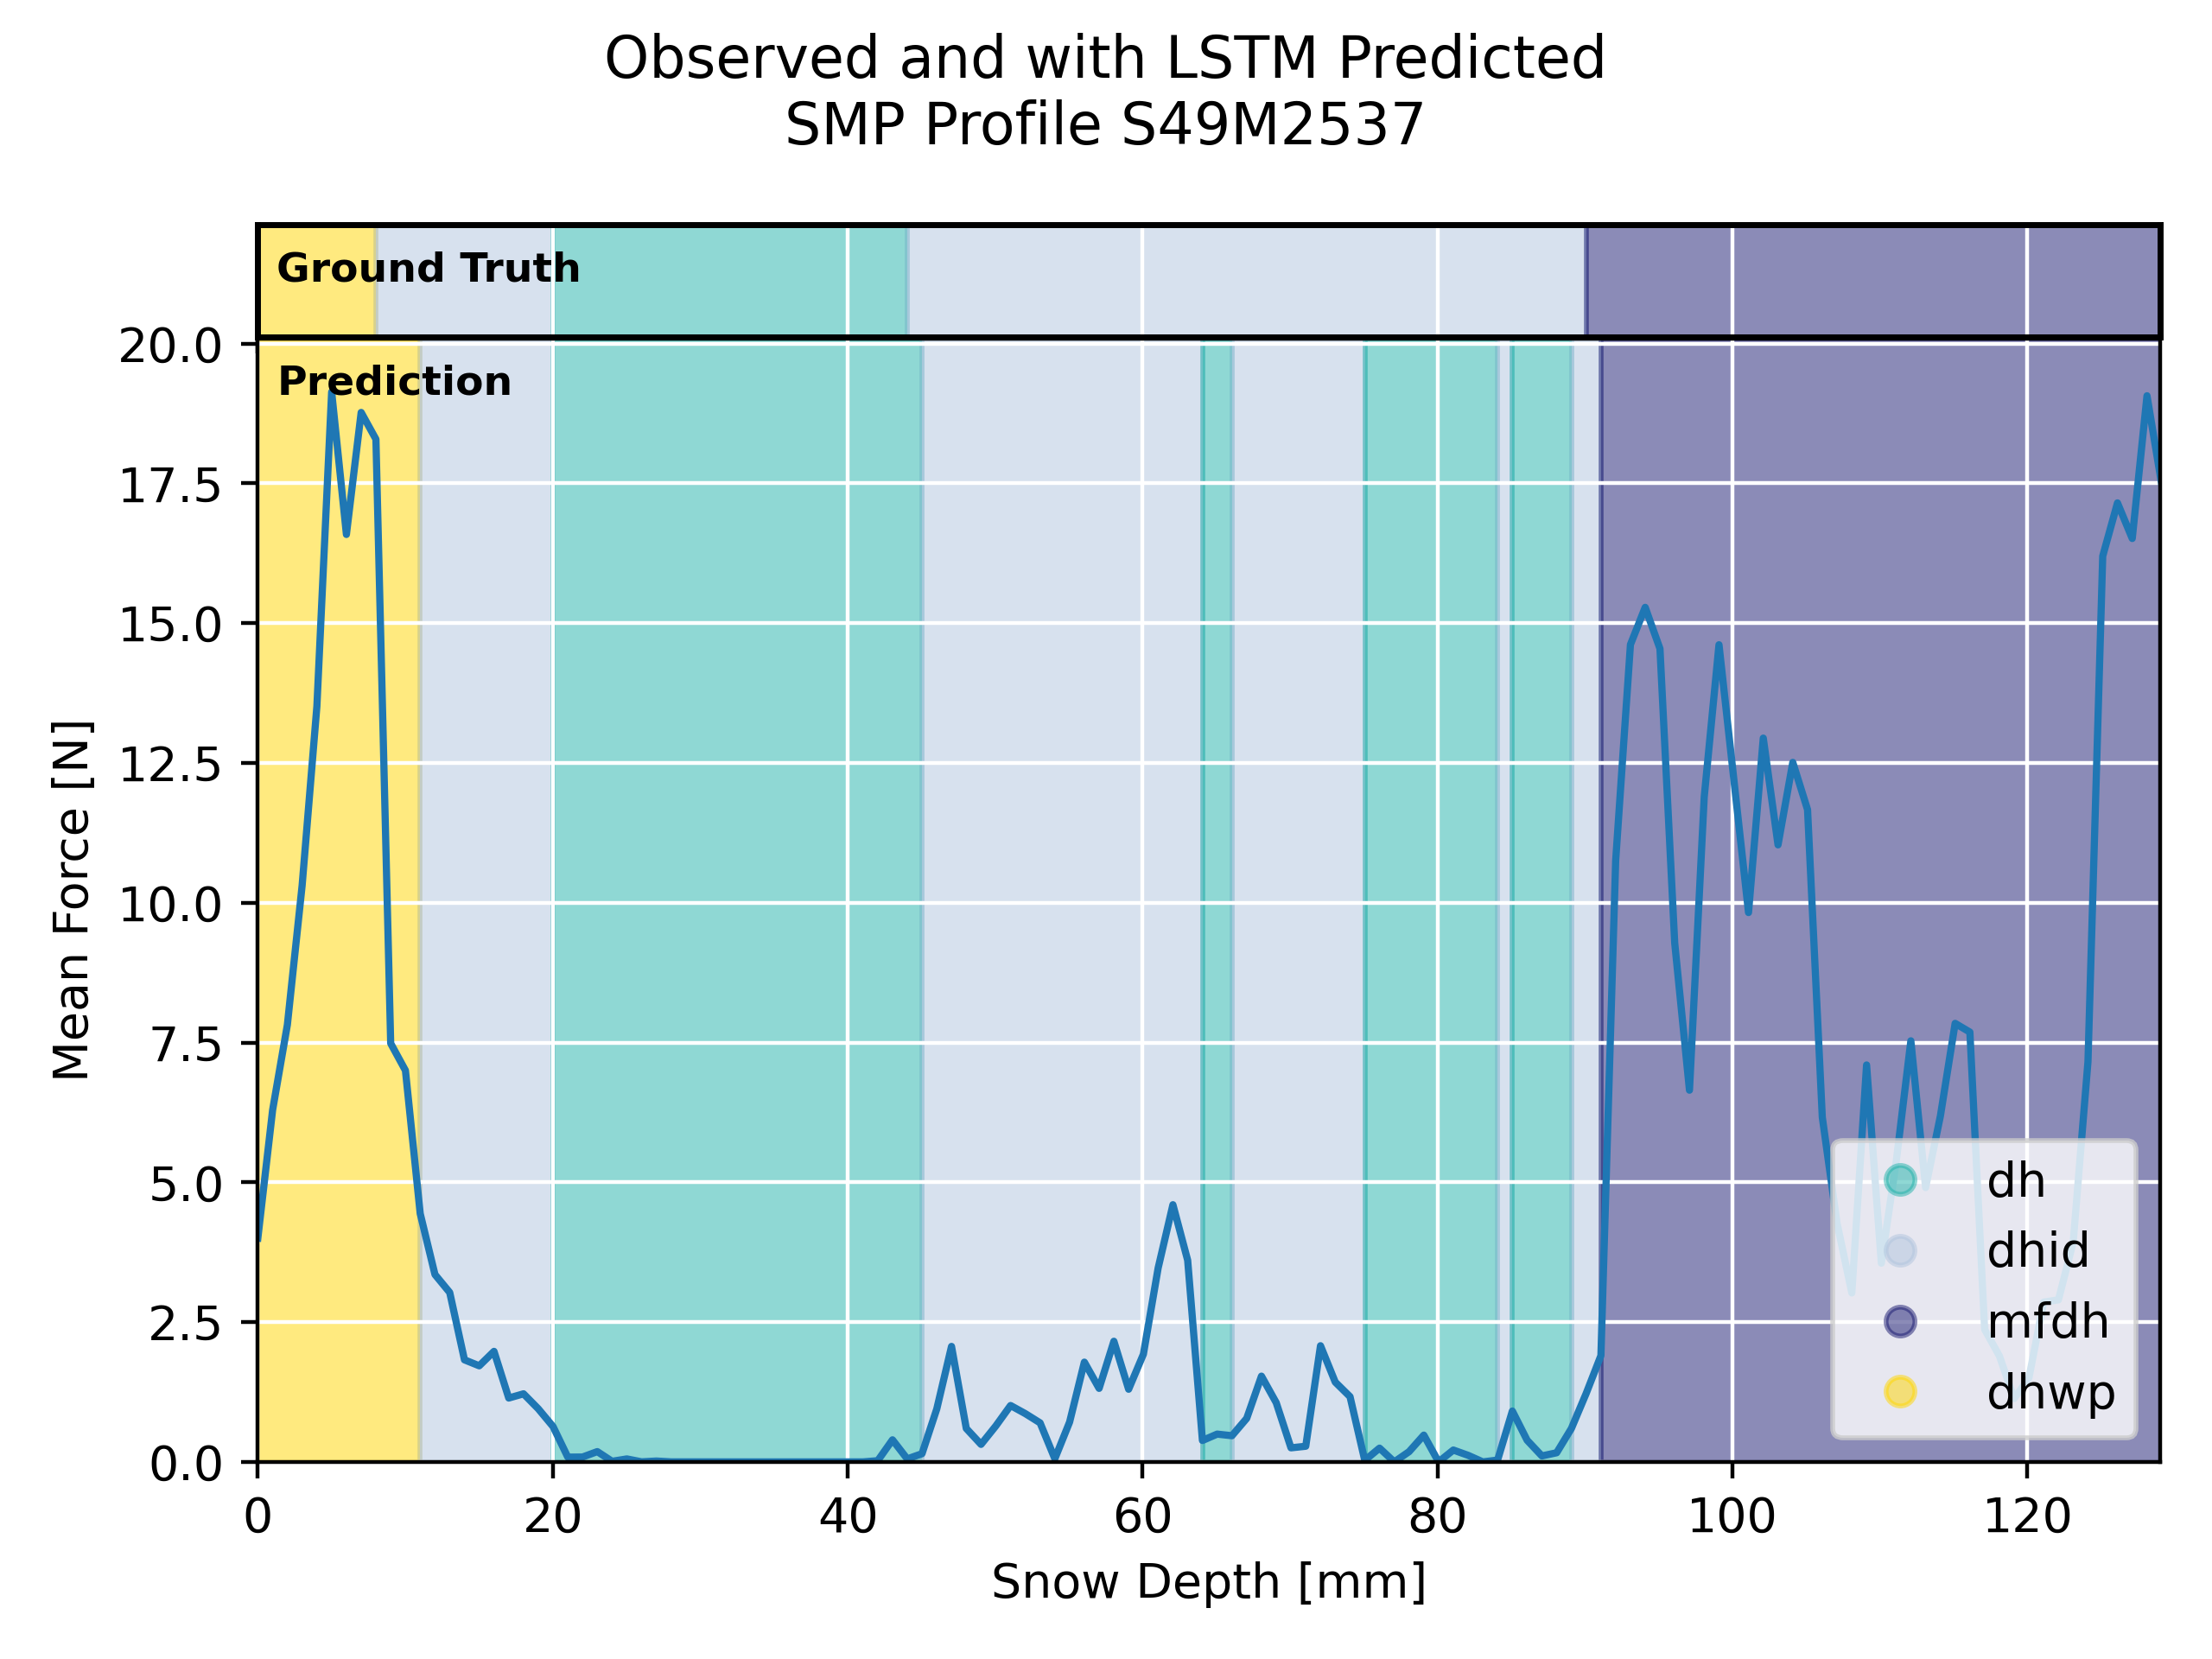 Observed and with LSTM Predicted
SMP Profile S49M2537
Ground Truth
Prediction
20.0
17.5
15.0
12.5
10.0
7.5
5.0
2.5
0.0
Mean Force [N]
dh
dhid
mfdh
dhwp
0 20 40 60 80 100 120
Snow Depth [mm]